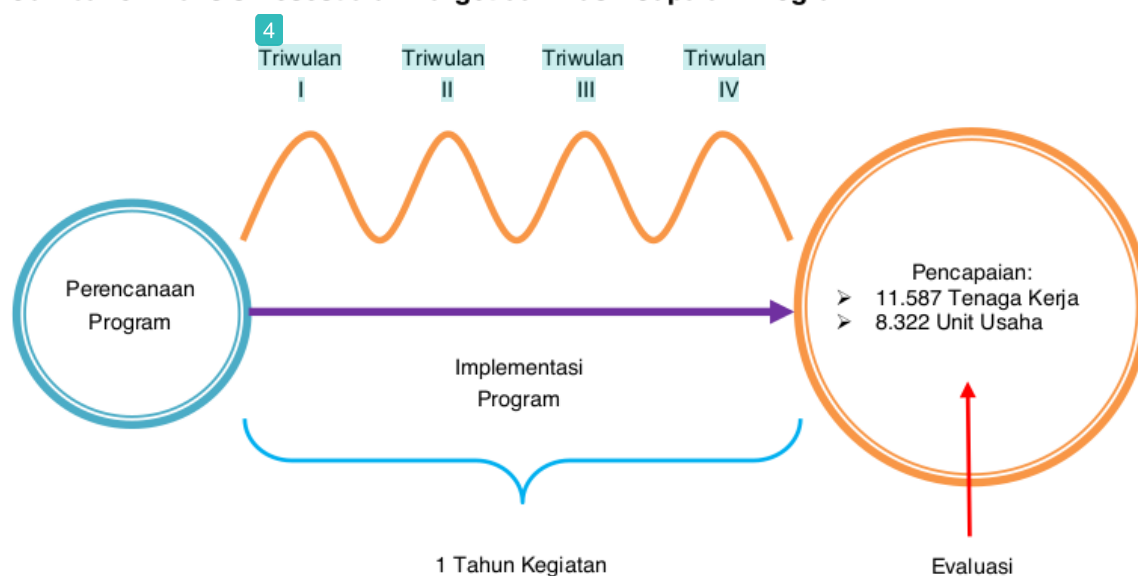 4
Triwulan
I
Triwulan
II
Triwulan
III
Triwulan
IV
Perencanaan
Program
Implementasi
Program
Pencapaian:
➢ 11.587 Tenaga Kerja
➢ 8.322 Unit Usaha
1 Tahun Kegiatan
Evaluasi